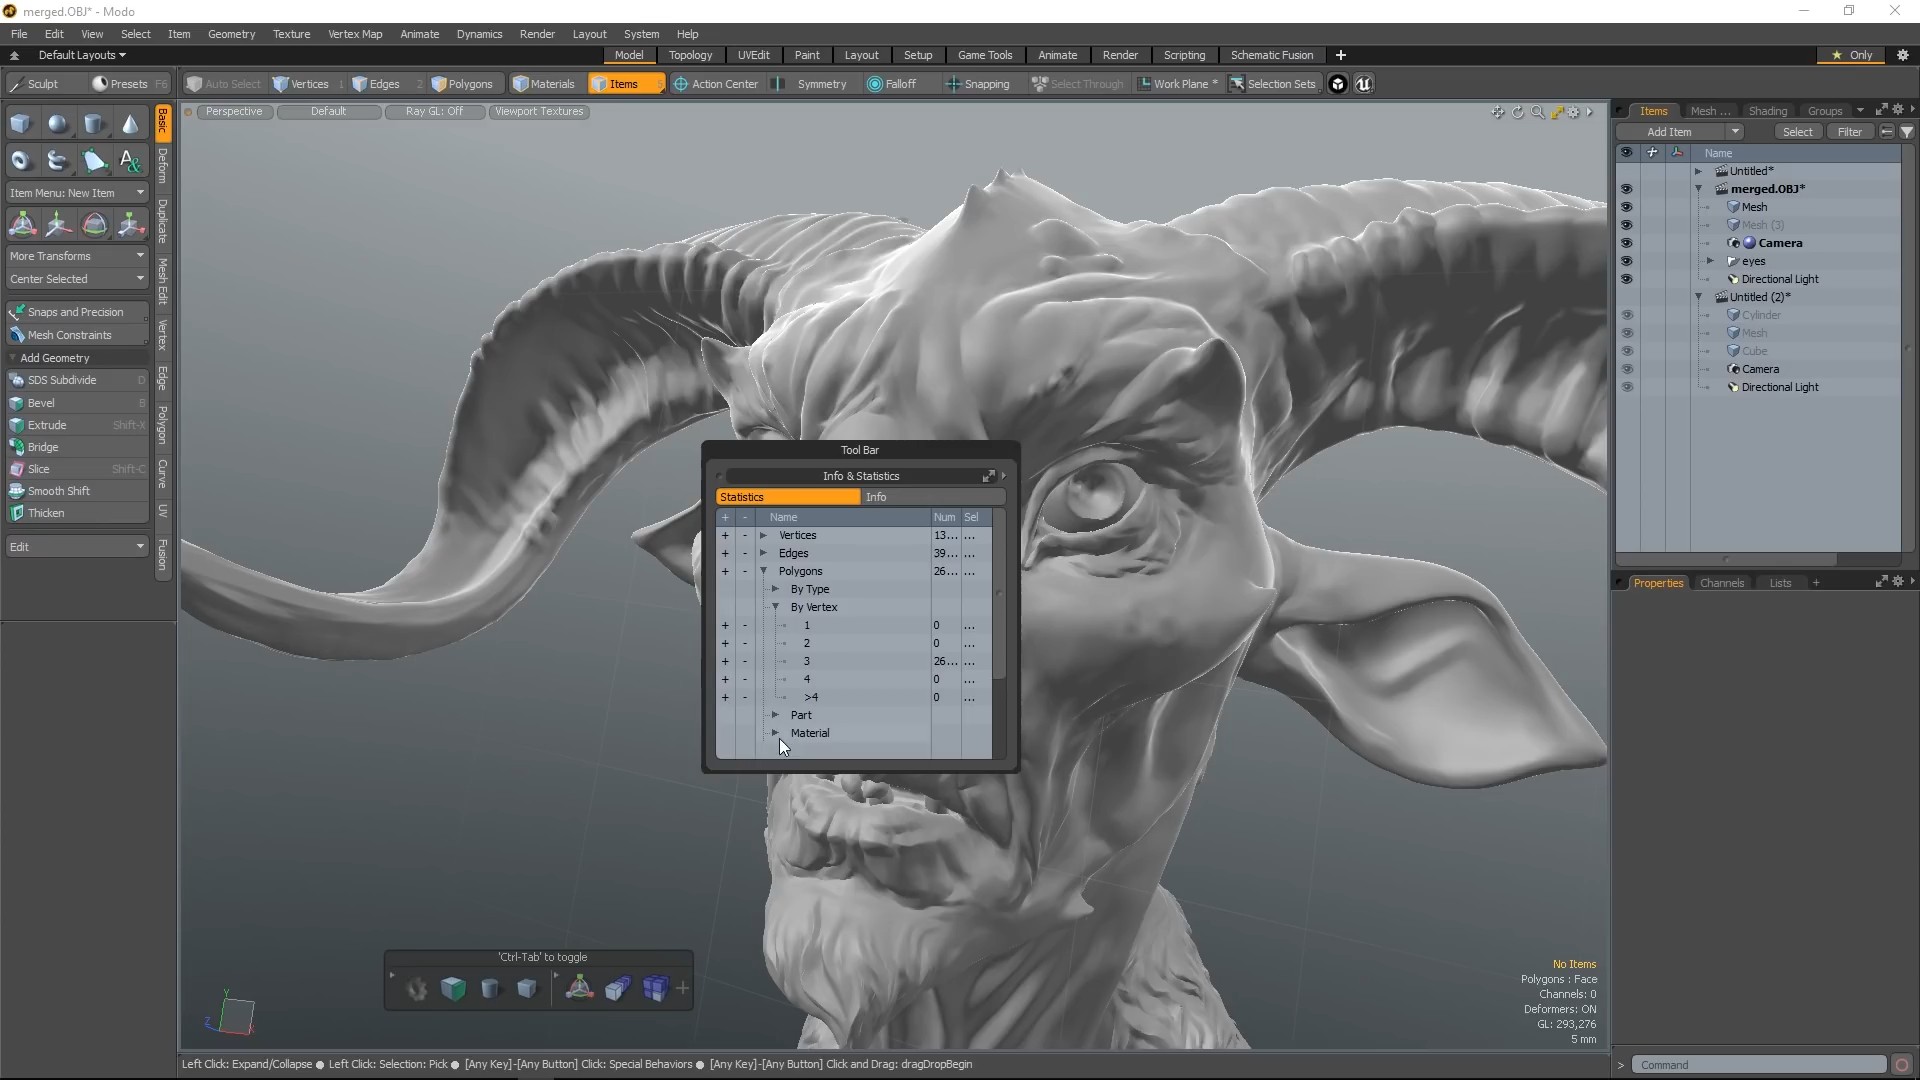 merged.OBJ* - Modo
File Edit View Select Item Geometry Texture Vertex Map Animate Dynamics Render Layout System Help
Default Layouts
Model Topology UVEdit Paint Layout Setup Game Tools Animate Render Scripting Schematic Fusion + Only
Sculpt Presets F6 Auto Select Vertices 1 Edges 2 Polygons Materials Items 5 Action Center Symmetry Falloff Snapping Select Through Work Plane * Selection Sets
Perspective Default Ray GL: Off Viewport Textures
Basic
Deform
Duplicate
Mesh Edit
Vertex
Edge
Polygon
Curve
UV
Fusion
Item Menu: New Item
More Transforms
Center Selected
Snaps and Precision
Mesh Constraints
Add Geometry
SDS Subdivide D
Bevel B
Extrude Shift-X
Bridge
Slice Shift-C
Smooth Shift
Thicken
Edit
Tool Bar
Info & Statistics
Statistics Info
+ - Name Num Sel
+ - Vertices 13... ...
+ - Edges 39... ...
+ - Polygons 26... ...
By Type
By Vertex
+ - 1 0 ...
+ - 2 0 ...
+ - 3 26... ...
+ - 4 0 ...
+ - >4 0 ...
Part
Material
'Ctrl-Tab' to toggle
Y
Z
X
No Items
Polygons : Face
Channels: 0
Deformers: ON
GL: 293,276
5 mm
Items Mesh ... Shading Groups
Add Item Select Filter
Name
Untitled*
merged.OBJ*
Mesh
Mesh (3)
Camera
eyes
Directional Light
Untitled (2)*
Cylinder
Mesh
Cube
Camera
Directional Light
Properties Channels Lists +
Left Click: Expand/Collapse ● Left Click: Selection: Pick ● [Any Key]-[Any Button] Click: Special Behaviors ● [Any Key]-[Any Button] Click and Drag: dragDropBegin
> Command